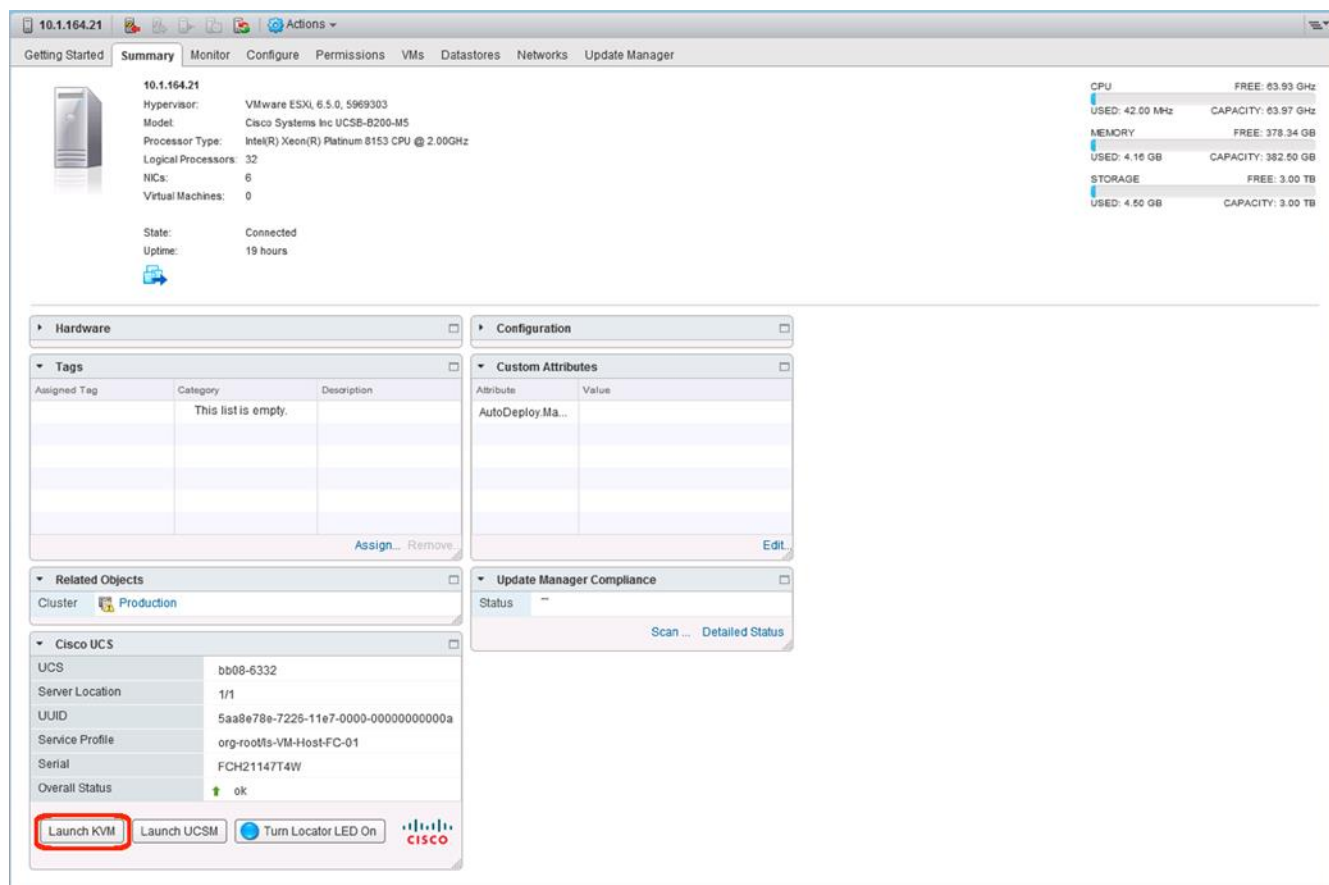 10.1.164.21 Actions
Getting Started Summary Monitor Configure Permissions VMs Datastores Networks Update Manager
10.1.164.21
Hypervisor: VMware ESXi, 6.5.0, 5969303
Model: Cisco Systems Inc UCSB-B200-M5
Processor Type: Intel(R) Xeon(R) Platinum 8153 CPU @ 2.00GHz
Logical Processors: 32
NICs: 6
Virtual Machines: 0
State: Connected
Uptime: 19 hours
CPU FREE: 63.93 GHz
USED: 42.00 MHz CAPACITY: 63.97 GHz
MEMORY FREE: 378.34 GB
USED: 4.16 GB CAPACITY: 382.50 GB
STORAGE FREE: 3.00 TB
USED: 4.50 GB CAPACITY: 3.00 TB
Hardware
Tags
Assigned Tag Category Description
This list is empty.
Assign... Remove...
Related Objects
Cluster Production
Cisco UCS
UCS bb08-6332
Server Location 1/1
UUID 5aa8e78e-7226-11e7-0000-00000000000a
Service Profile org-root/ls-VM-Host-FC-01
Serial FCH21147T4W
Overall Status ok
Launch KVM Launch UCSM Turn Locator LED On CISCO
Configuration
Custom Attributes
Attribute Value
AutoDeploy.Ma...
Edit...
Update Manager Compliance
Status --
Scan ... Detailed Status